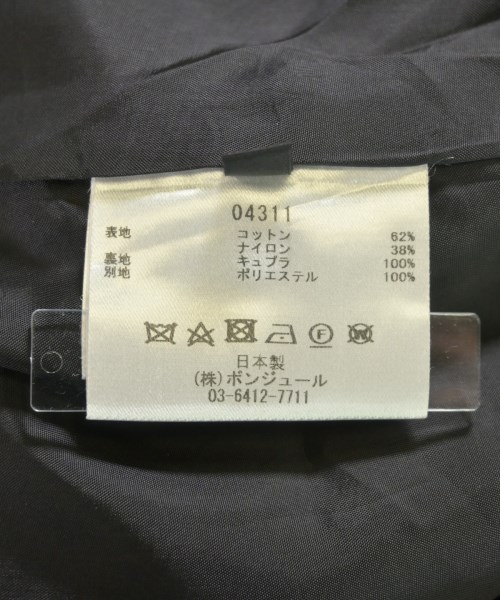 04311
表地 コットン 62%
ナイロン 38%
裏地 キュプラ 100%
別地 ポリエステル 100%
F W
日本製
(株)ボンジュール
03-6412-7711